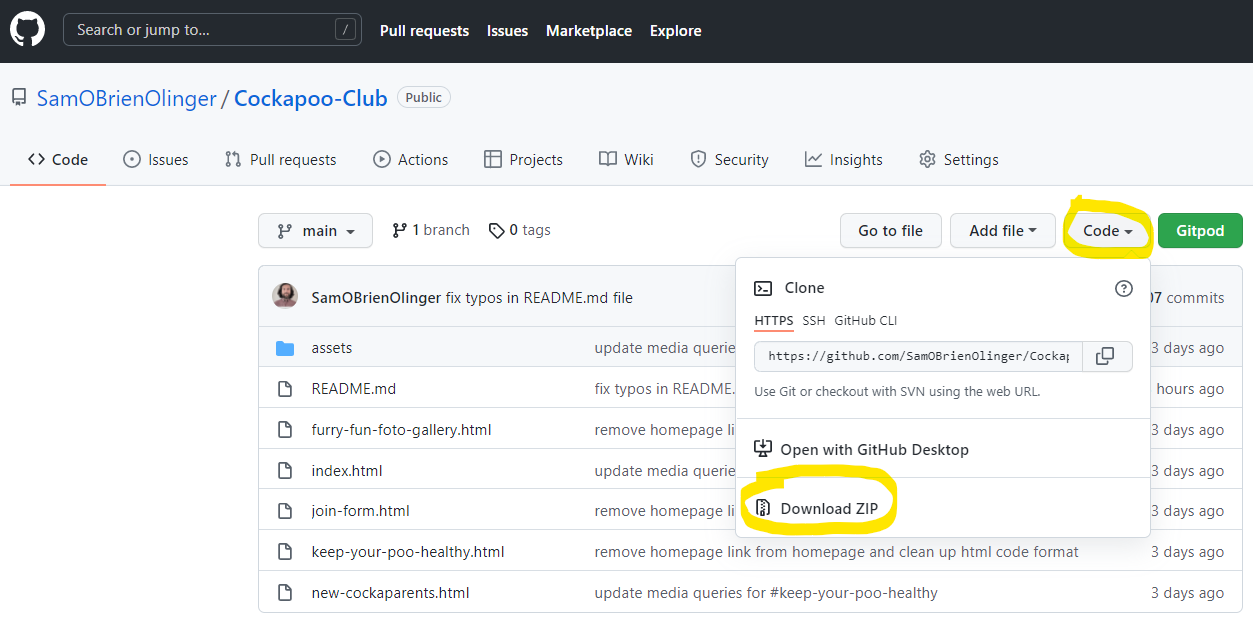 Search or jump to... / Pull requests Issues Marketplace Explore
SamOBrienOlinger / Cockapoo-Club Public
Code Issues Pull requests Actions Projects Wiki Security Insights Settings
main 1 branch 0 tags Go to file Add file Code Gitpod
SamOBrienOlinger fix typos in README.md file 07 commits
Clone
HTTPS SSH GitHub CLI
https://github.com/SamOBrienOlinger/Cockap
Use Git or checkout with SVN using the web URL.
Open with GitHub Desktop
Download ZIP
assets update media querie 3 days ago
README.md fix typos in README. hours ago
furry-fun-foto-gallery.html remove homepage li 3 days ago
index.html update media querie 3 days ago
join-form.html remove homepage li 3 days ago
keep-your-poo-healthy.html remove homepage link from homepage and clean up html code format 3 days ago
new-cockaparents.html update media queries for #keep-your-poo-healthy 3 days ago